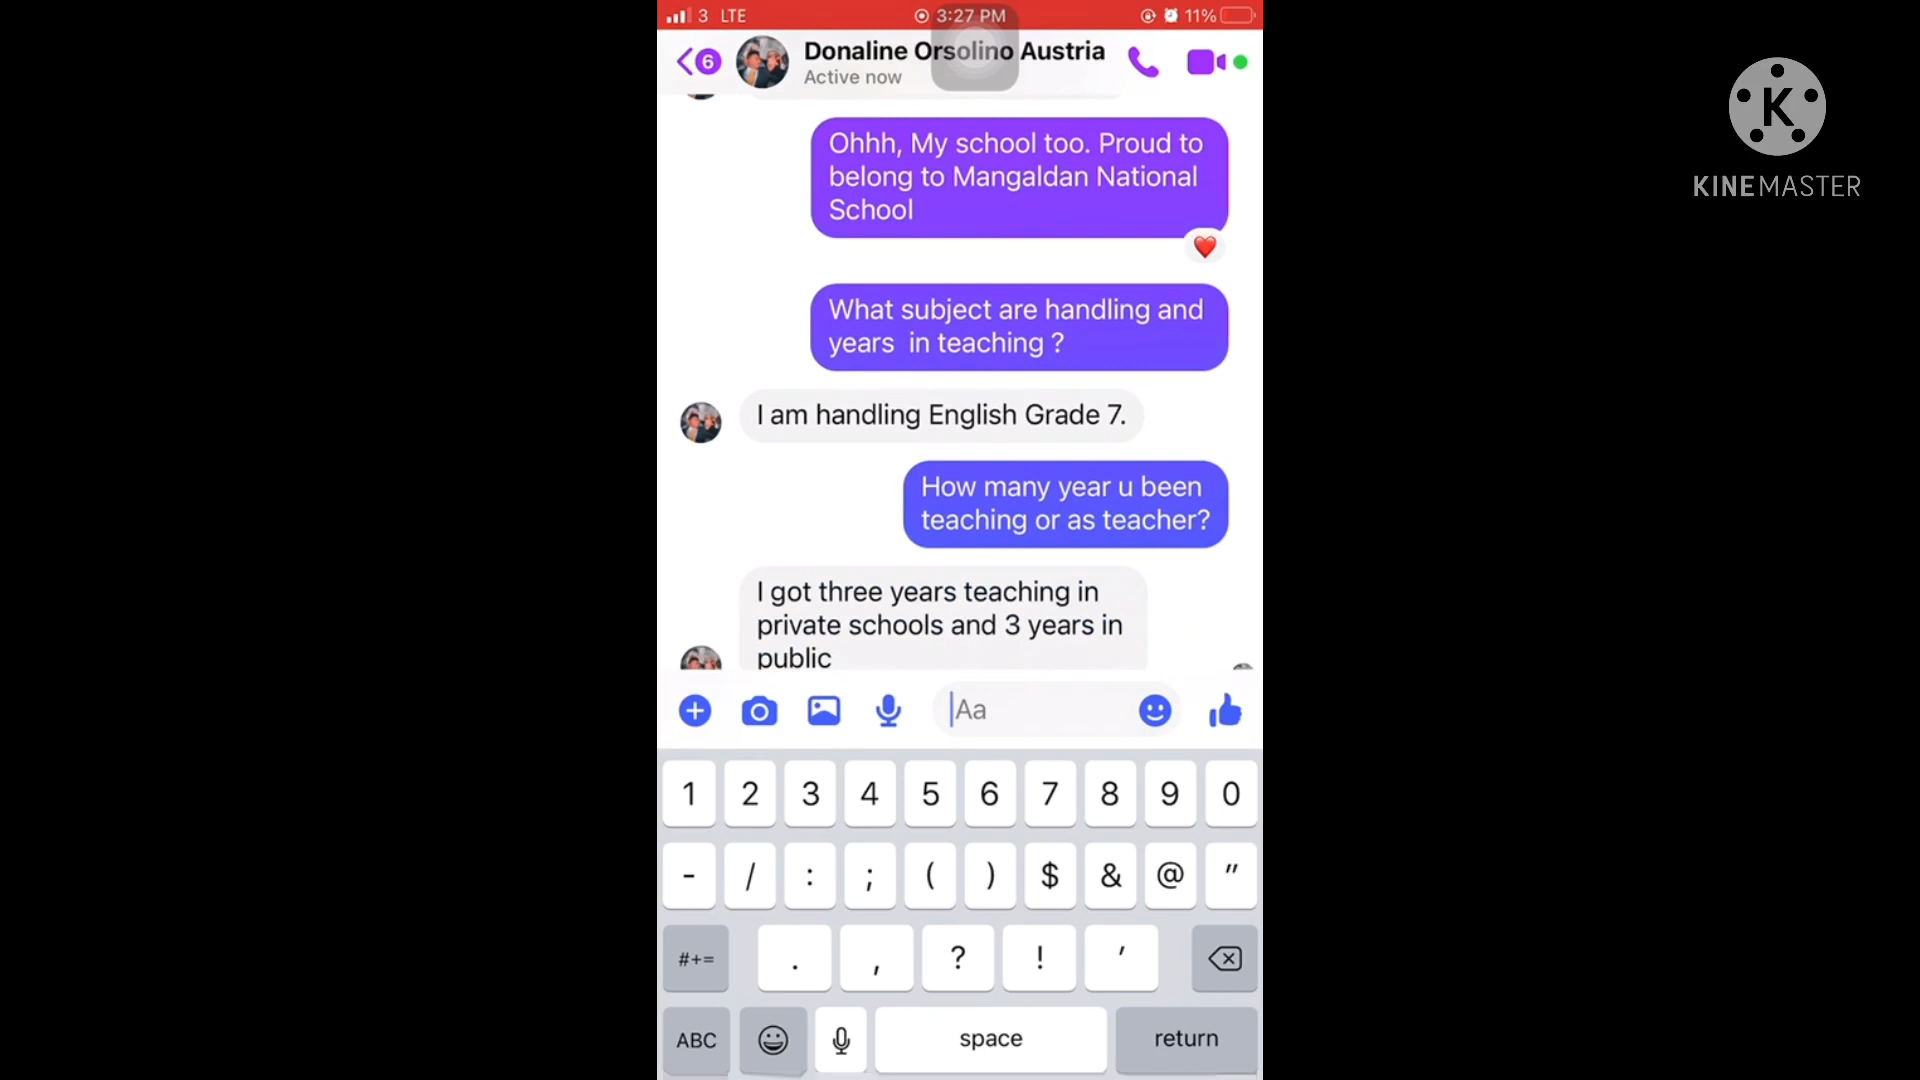 3 LTE
3:27 PM
11%
6
Donaline Orsolino Austria
Active now
Ohhh, My school too. Proud to
belong to Mangaldan National
School
What subject are handling and
years in teaching ?
I am handling English Grade 7.
How many year u been
teaching or as teacher?
I got three years teaching in
private schools and 3 years in
public
Aa
1 2 3 4 5 6 7 8 9 0
- / : ; ( ) $ & @ "
#+= . , ? ! '
ABC space return
K
KINEMASTER